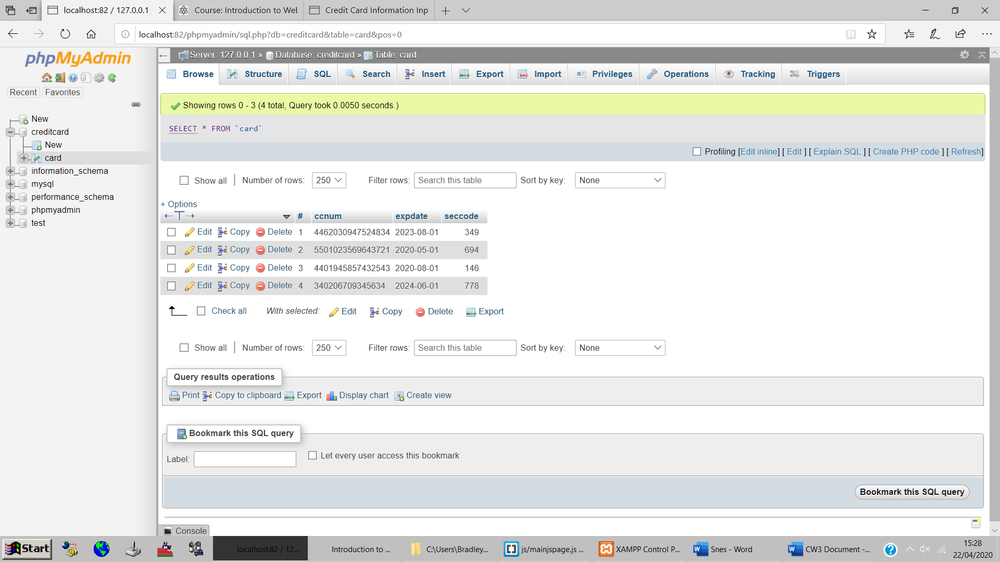 localhost:82 / 127.0.0.1
Course: Introduction to Wel
Credit Card Information Inp
localhost:82/phpmyadmin/sql.php?db=creditcard&table=card&pos=0
phpMyAdmin
Recent Favorites
New
creditcard
New
card
information_schema
mysql
performance_schema
phpmyadmin
test
Server: 127.0.0.1 » Database: creditcard » Table: card
Browse Structure SQL Search Insert Export Import Privileges Operations Tracking Triggers
Showing rows 0 - 3 (4 total, Query took 0.0050 seconds.)
SELECT * FROM `card`
Profiling [Edit inline] [ Edit ] [ Explain SQL ] [ Create PHP code ] [ Refresh]
Show all | Number of rows: 250 Filter rows: Search this table Sort by key: None
+ Options
←T→ # ccnum expdate seccode
Edit Copy Delete 1 4462030947524834 2023-08-01 349
Edit Copy Delete 2 5501023569643721 2020-05-01 694
Edit Copy Delete 3 4401945857432543 2020-08-01 146
Edit Copy Delete 4 340206709345634 2024-06-01 778
Check all With selected: Edit Copy Delete Export
Show all | Number of rows: 250 Filter rows: Search this table Sort by key: None
Query results operations
Print Copy to clipboard Export Display chart Create view
Bookmark this SQL query
Label: Let every user access this bookmark
Bookmark this SQL query
Console
Start localhost:82 / 12... Introduction to ... C:\Users\Bradley... js/mainjspage.js ... XAMPP Control P... Snes - Word CW3 Document -... 15:28
22/04/2020